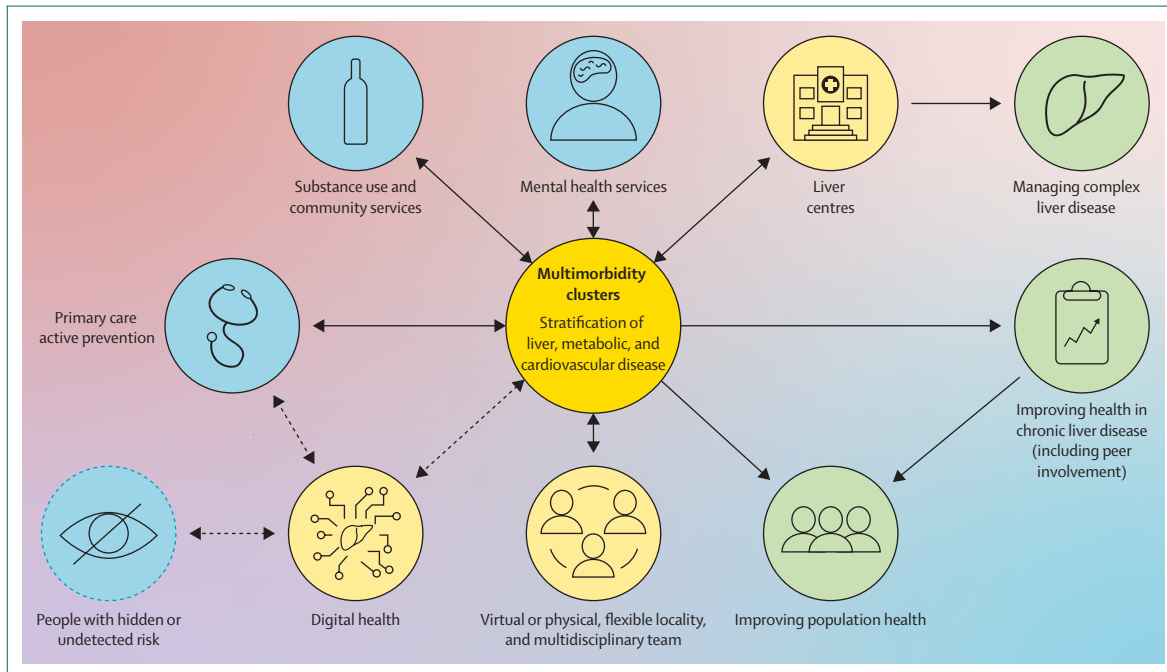 Substance use and
community services
Mental health services
Liver
centres
Managing complex
liver disease
Multimorbidity
clusters
Stratification of
liver, metabolic, and
cardiovascular disease
Primary care
active prevention
Improving health in
chronic liver disease
(including peer
involvement)
People with hidden or
undetected risk
Digital health
Virtual or physical, flexible locality,
and multidisciplinary team
Improving population health